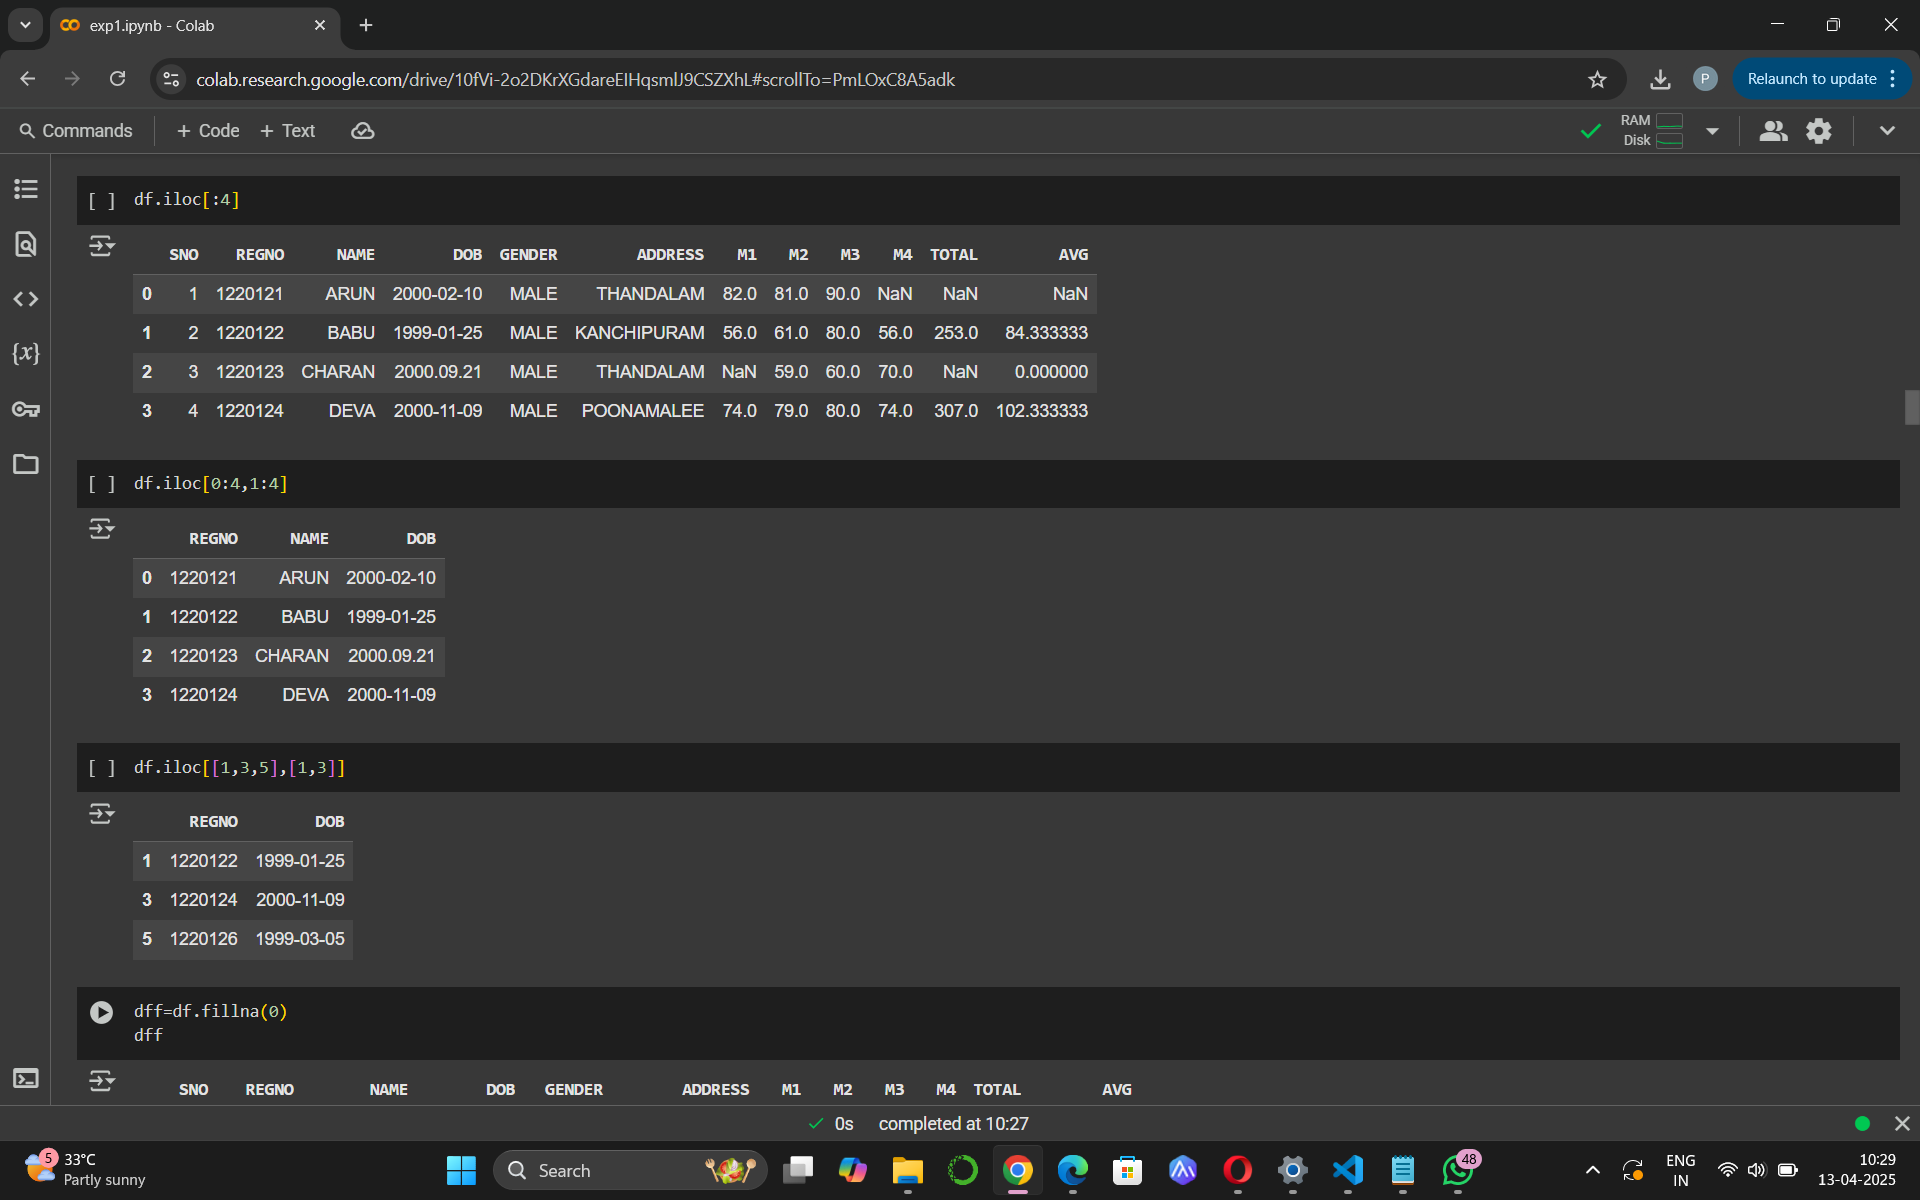 exp1.ipynb - Colab
colab.research.google.com/drive/10fVi-2o2DKrXGdareEIHqsmlJ9CSZXhL#scrollTo=PmLOxC8A5adk
P
Relaunch to update
Commands
+ Code
+ Text
RAM
Disk
[ ] df.iloc[:4]
SNO REGNO NAME DOB GENDER ADDRESS M1 M2 M3 M4 TOTAL AVG
0 1 1220121 ARUN 2000-02-10 MALE THANDALAM 82.0 81.0 90.0 NaN NaN NaN
1 2 1220122 BABU 1999-01-25 MALE KANCHIPURAM 56.0 61.0 80.0 56.0 253.0 84.333333
2 3 1220123 CHARAN 2000.09.21 MALE THANDALAM NaN 59.0 60.0 70.0 NaN 0.000000
3 4 1220124 DEVA 2000-11-09 MALE POONAMALEE 74.0 79.0 80.0 74.0 307.0 102.333333
[ ] df.iloc[0:4,1:4]
REGNO NAME DOB
0 1220121 ARUN 2000-02-10
1 1220122 BABU 1999-01-25
2 1220123 CHARAN 2000.09.21
3 1220124 DEVA 2000-11-09
[ ] df.iloc[[1,3,5],[1,3]]
REGNO DOB
1 1220122 1999-01-25
3 1220124 2000-11-09
5 1220126 1999-03-05
dff=df.fillna(0)
dff
SNO REGNO NAME DOB GENDER ADDRESS M1 M2 M3 M4 TOTAL AVG
0s completed at 10:27
5
33°C
Partly sunny
Search
48
ENG
IN
10:29
13-04-2025